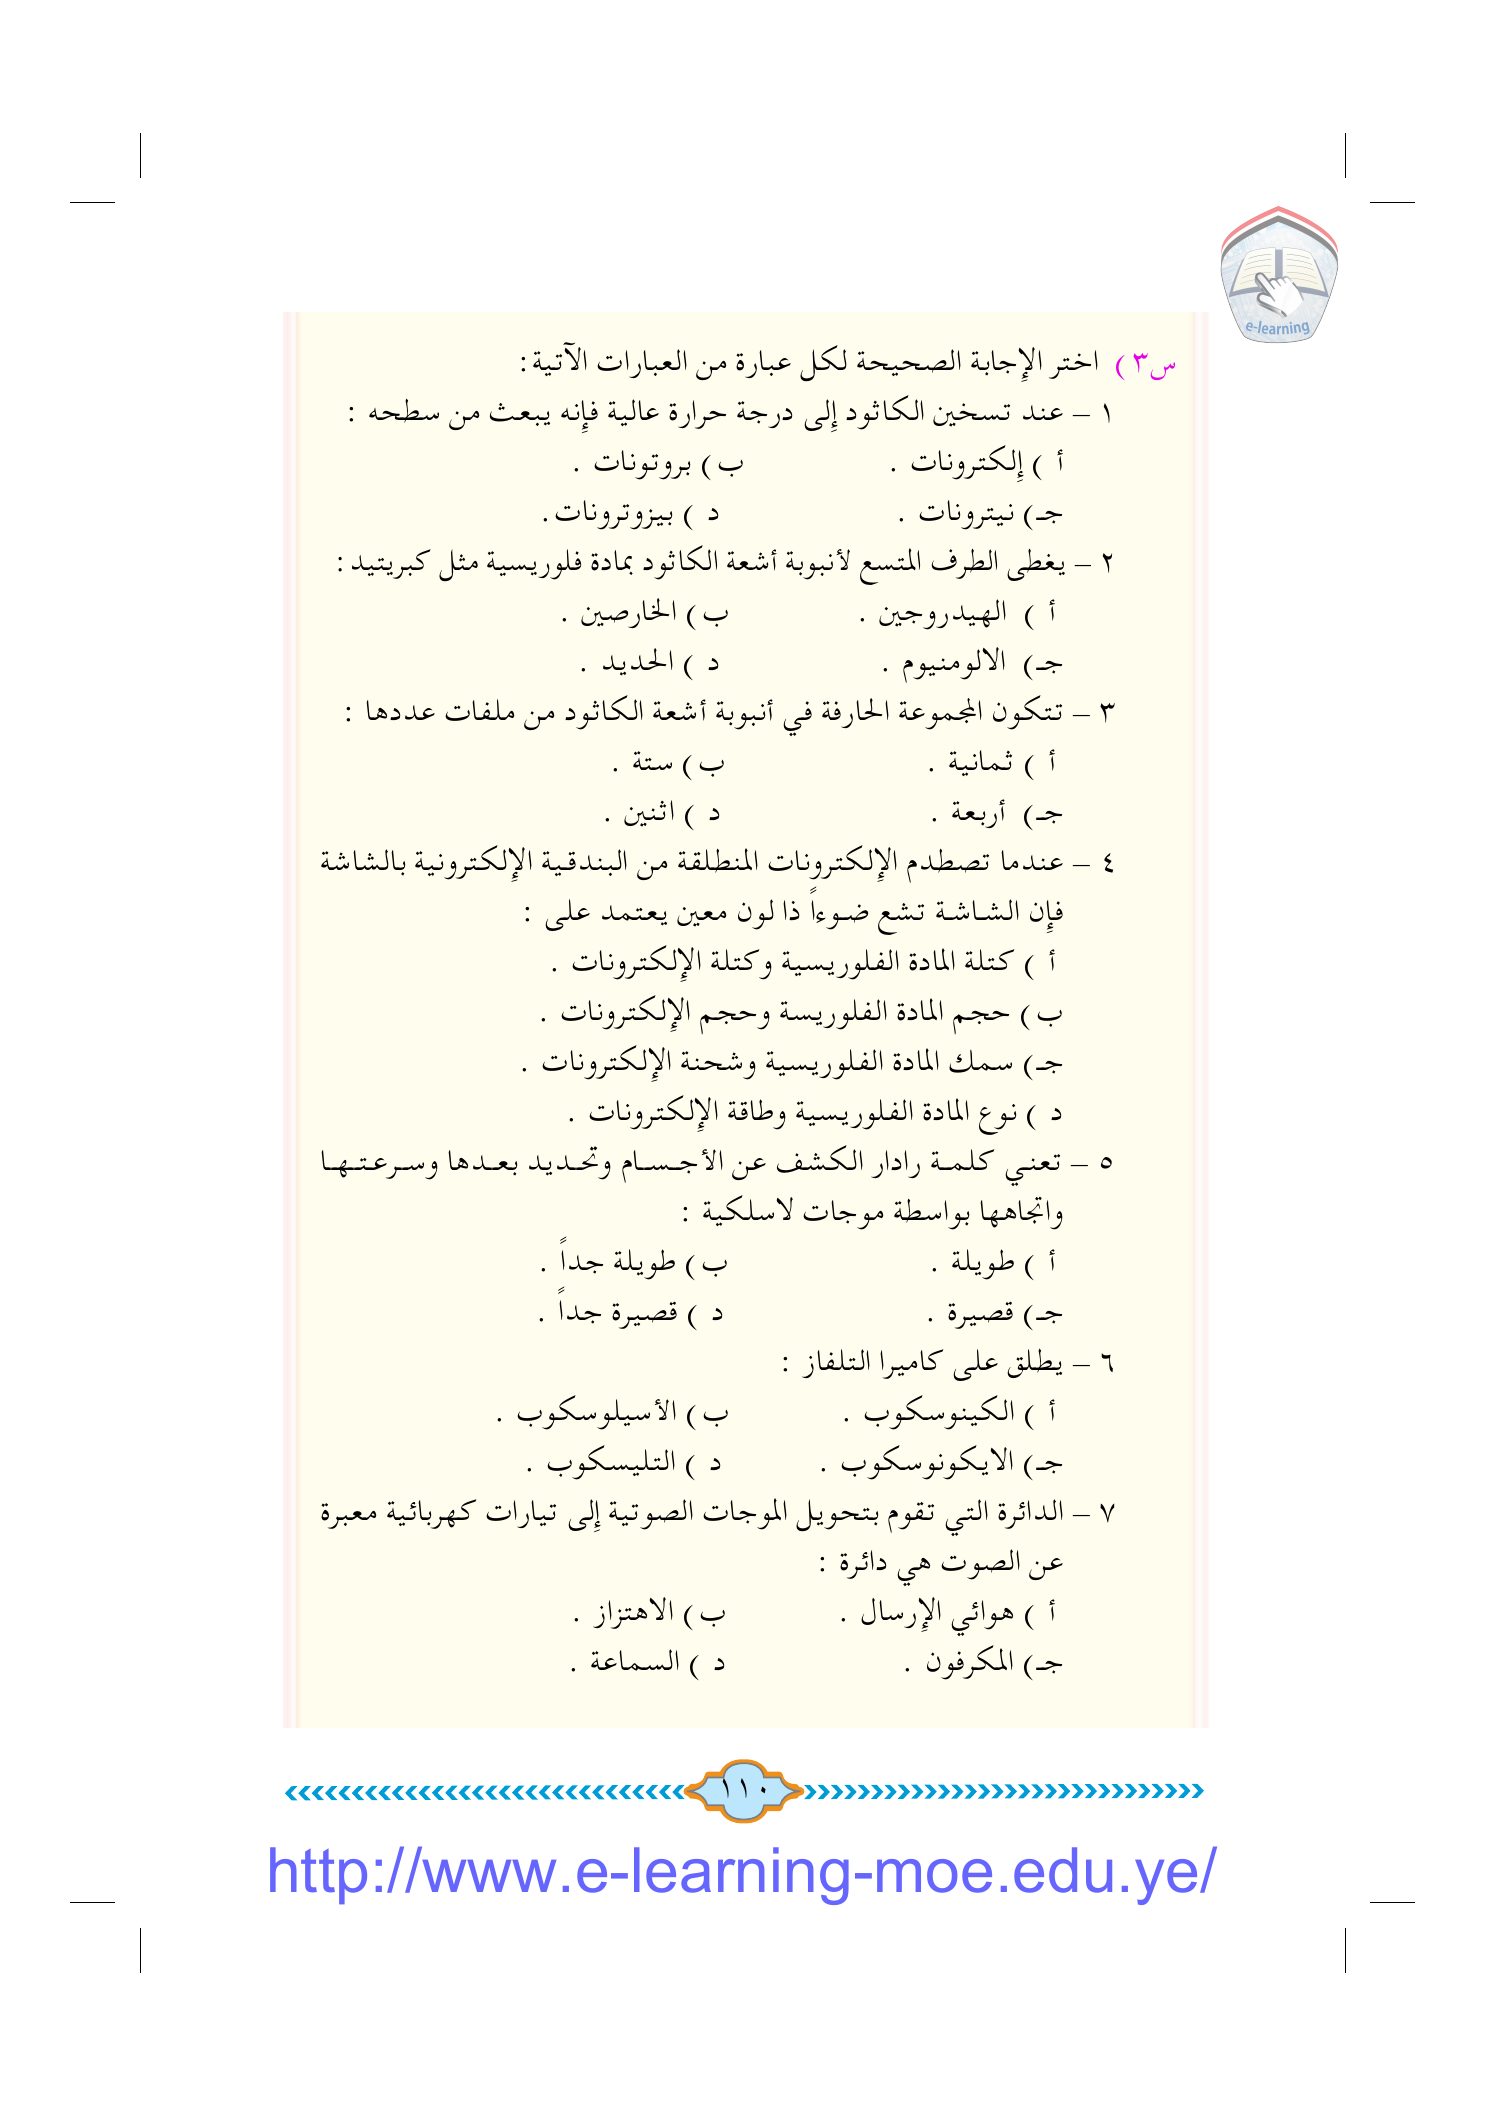 e-learning
س٣ ) اختر الإجابة الصحيحة لكل عبارة من العبارات الآتية:
١ – عند تسخين الكاثود إلى درجة حرارة عالية فإنه يبعث من سطحه :
أ ) إلكترونات . ب ) بروتونات .
جـ) نيترونات . د ) بيزوترونات .
٢ – يغطى الطرف المتسع لأنبوبة أشعة الكاثود بمادة فلوريسية مثل كبريتيد :
أ ) الهيدروجين . ب ) الخارصين .
جـ) الالومنيوم . د ) الحديد .
٣ – تتكون المجموعة الحارفة في أنبوبة أشعة الكاثود من ملفات عددها :
أ ) ثمانية . ب ) ستة .
جـ) أربعة . د ) اثنين .
٤ – عندما تصطدم الإلكترونات المنطلقة من البندقية الإلكترونية بالشاشة
فإن الشاشة تشع ضوءاً ذا لون معين يعتمد على :
أ ) كتلة المادة الفلوريسية وكتلة الإلكترونات .
ب ) حجم المادة الفلوريسة وحجم الإلكترونات .
جـ) سمك المادة الفلوريسية وشحنة الإلكترونات .
د ) نوع المادة الفلوريسية وطاقة الإلكترونات .
٥ – تعني كلمة رادار الكشف عن الأجسام وتحديد بعدها وسرعتها
واتجاهها بواسطة موجات لاسلكية :
أ ) طويلة . ب ) طويلة جداً .
جـ) قصيرة . د ) قصيرة جداً .
٦ – يطلق على كاميرا التلفاز :
أ ) الكينوسكوب . ب ) الأسيلوسكوب .
جـ) الايكونوسكوب . د ) التليسكوب .
٧ – الدائرة التي تقوم بتحويل الموجات الصوتية إلى تيارات كهربائية معبرة
عن الصوت هي دائرة :
أ ) هوائي الإرسال . ب ) الاهتزاز .
جـ) المكرفون . د ) السماعة .
١١٠
http://www.e-learning-moe.edu.ye/